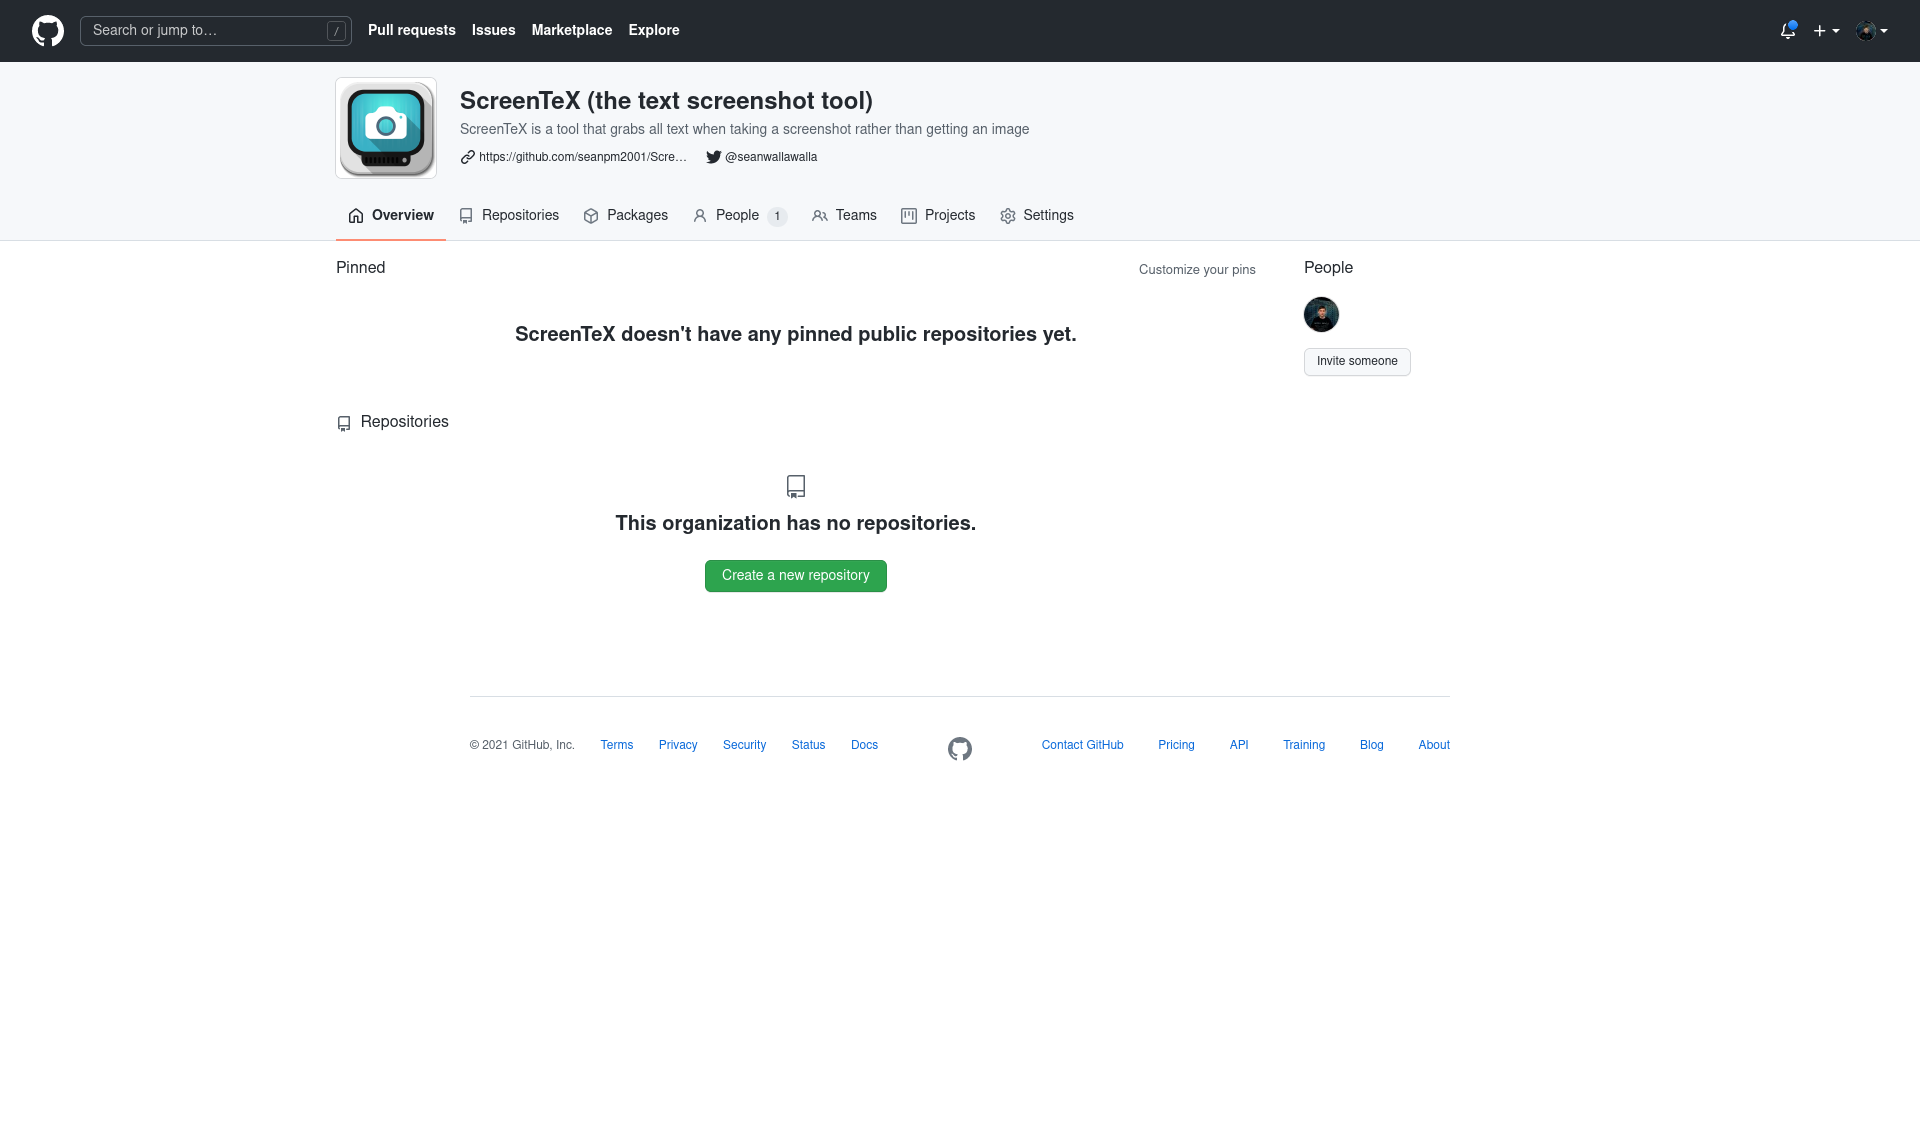 Search or jump to… /
Pull requests Issues Marketplace Explore
ScreenTeX (the text screenshot tool)
ScreenTeX is a tool that grabs all text when taking a screenshot rather than getting an image
https://github.com/seanpm2001/Scre… @seanwallawalla
Overview Repositories Packages People 1 Teams Projects Settings
Pinned Customize your pins
ScreenTeX doesn't have any pinned public repositories yet.
People
Invite someone
Repositories
This organization has no repositories.
Create a new repository
© 2021 GitHub, Inc. Terms Privacy Security Status Docs Contact GitHub Pricing API Training Blog About